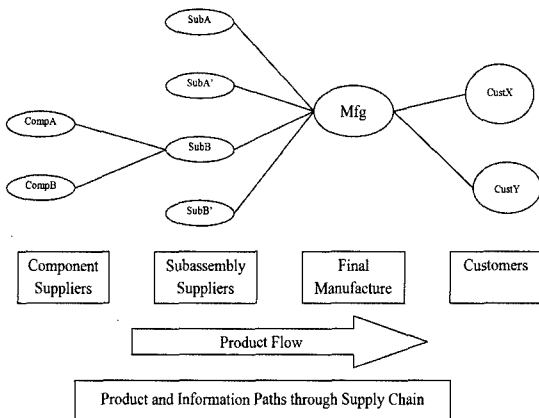 SubA
SubA'
Mfg
CustX
CompA
SubB
CompB
CustY
SubB'
Component
Suppliers
Subassembly
Suppliers
Final
Manufacture
Customers
Product Flow
Product and Information Paths through Supply Chain